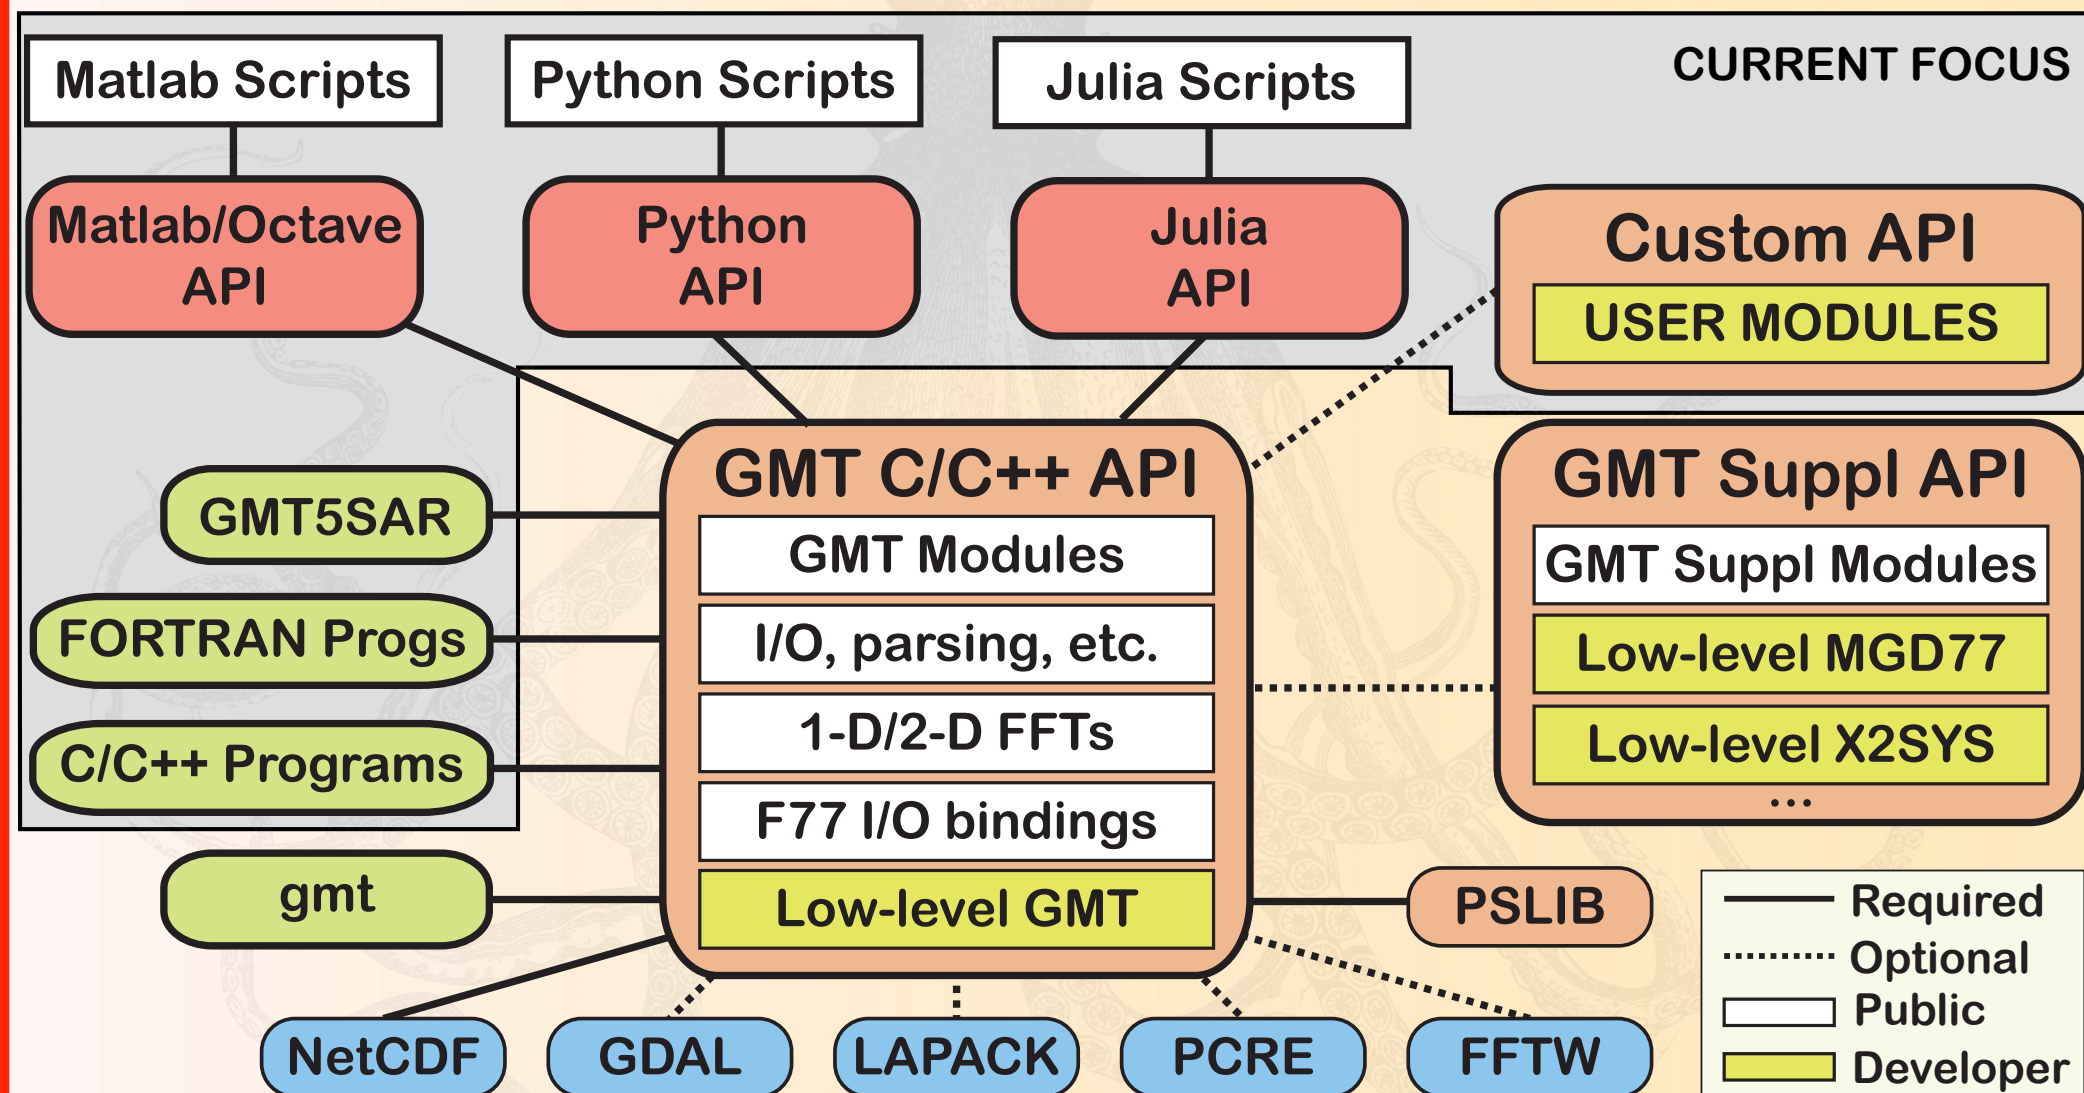 CURRENT FOCUS
Matlab Scripts
Python Scripts
Julia Scripts
Matlab/Octave
API
Python
API
Julia
API
Custom API
USER MODULES
GMT C/C++ API
GMT Modules
I/O, parsing, etc.
1-D/2-D FFTs
F77 I/O bindings
Low-level GMT
GMT Suppl API
GMT Suppl Modules
Low-level MGD77
Low-level X2SYS
...
GMT5SAR
FORTRAN Progs
C/C++ Programs
gmt
PSLIB
NetCDF
GDAL
LAPACK
PCRE
FFTW
Required
Optional
Public
Developer